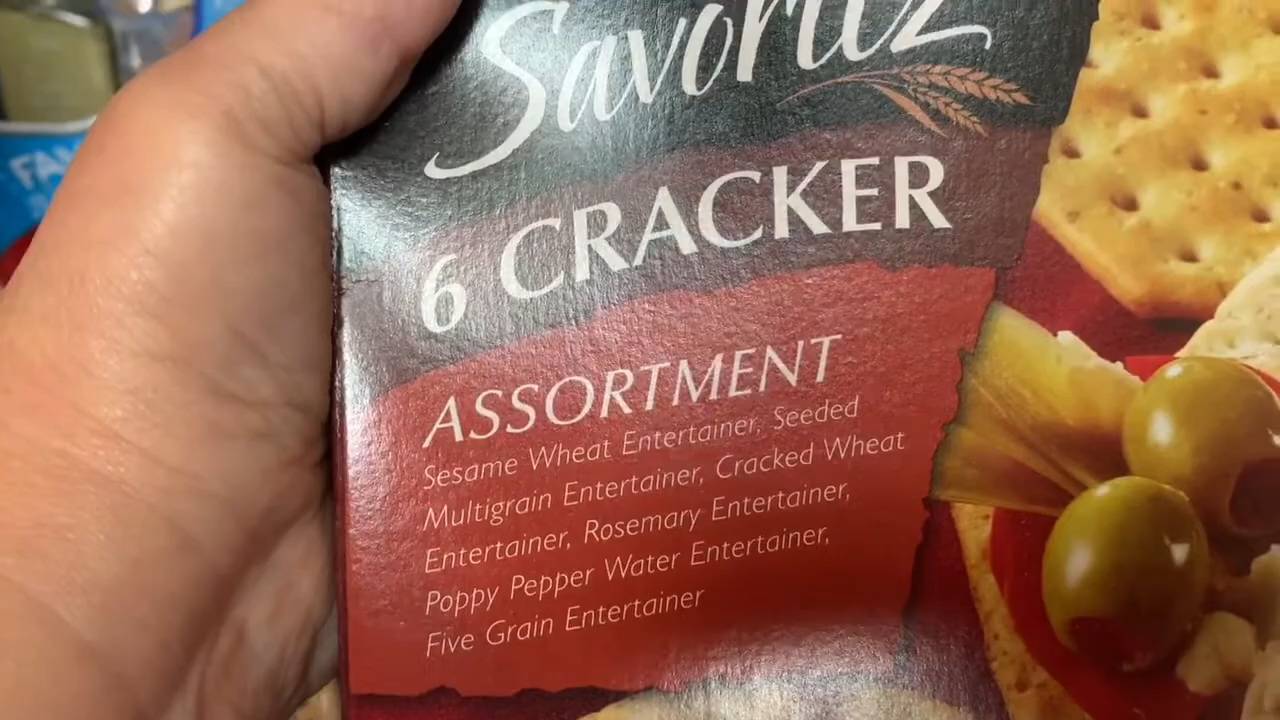 Savoritz
6 CRACKER
ASSORTMENT
Sesame Wheat Entertainer, Seeded
Multigrain Entertainer, Cracked Wheat
Entertainer, Rosemary Entertainer,
Poppy Pepper Water Entertainer,
Five Grain Entertainer